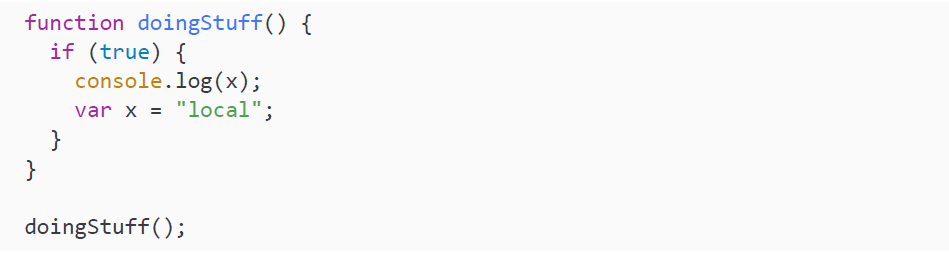 function doingStuff() {
  if (true) {
    console.log(x);
    var x = "local";
  }
}

doingStuff();